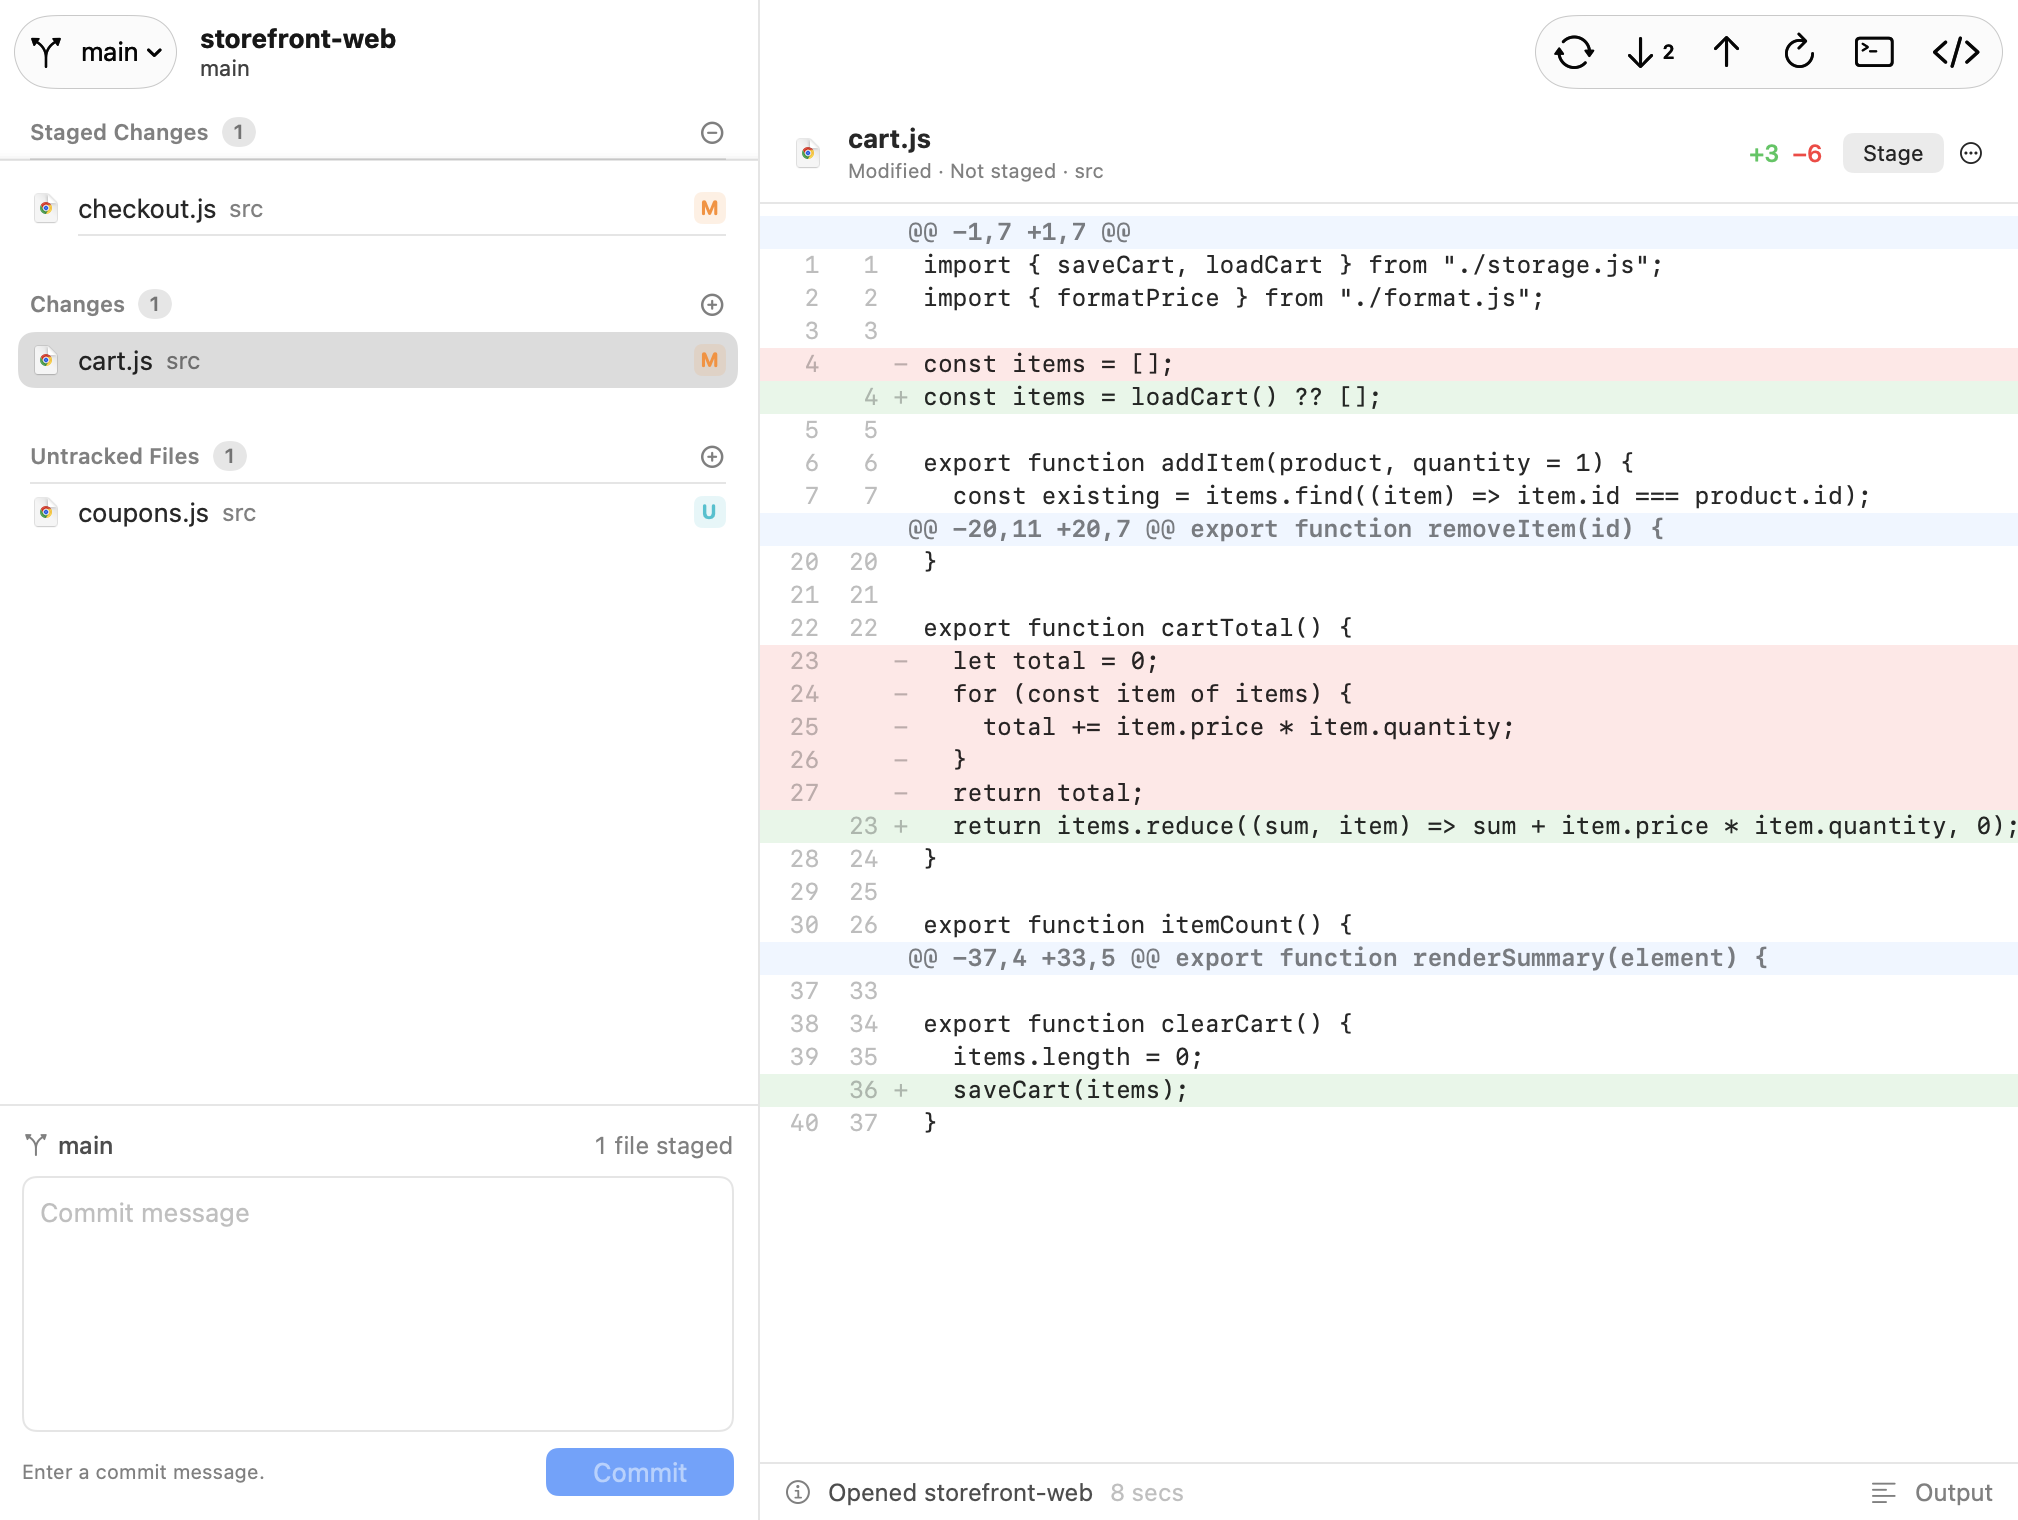 main
storefront-web
main
2
Staged Changes 1
checkout.js src M
Changes 1
cart.js src M
Untracked Files 1
coupons.js src U
main
1 file staged
Commit message
Enter a commit message.
Commit
cart.js
Modified · Not staged · src
+3 −6
Stage
@@ −1,7 +1,7 @@
1 1 import { saveCart, loadCart } from "./storage.js";
2 2 import { formatPrice } from "./format.js";
3 3
4 − const items = [];
4 + const items = loadCart() ?? [];
5 5
6 6 export function addItem(product, quantity = 1) {
7 7 const existing = items.find((item) => item.id === product.id);
@@ −20,11 +20,7 @@ export function removeItem(id) {
20 20 }
21 21
22 22 export function cartTotal() {
23 − let total = 0;
24 − for (const item of items) {
25 − total += item.price * item.quantity;
26 − }
27 − return total;
23 + return items.reduce((sum, item) => sum + item.price * item.quantity, 0);
28 24 }
29 25
30 26 export function itemCount() {
@@ −37,4 +33,5 @@ export function renderSummary(element) {
37 33
38 34 export function clearCart() {
39 35 items.length = 0;
36 + saveCart(items);
40 37 }
Opened storefront-web 8 secs
Output